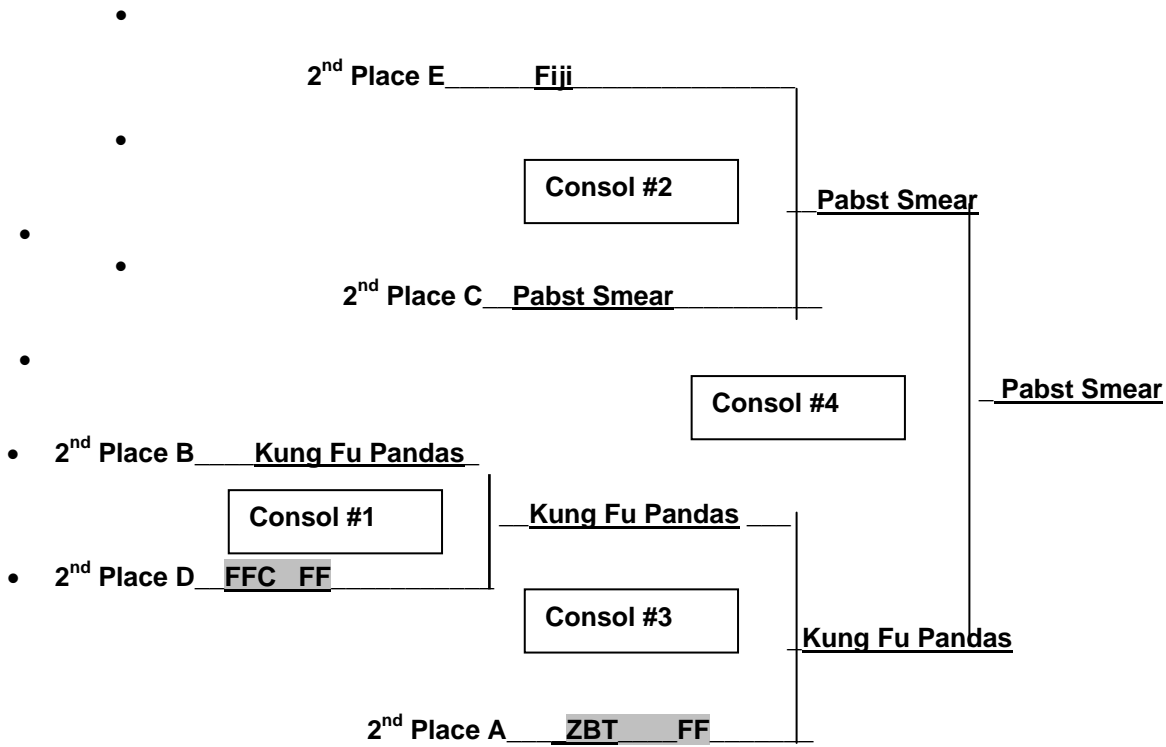 2nd Place E Fiji
Consol #2
Pabst Smear
2nd Place C Pabst Smear
Consol #4
Pabst Smear
2nd Place B Kung Fu Pandas
Consol #1
Kung Fu Pandas
2nd Place D FFC FF
Consol #3
Kung Fu Pandas
2nd Place A ZBT FF